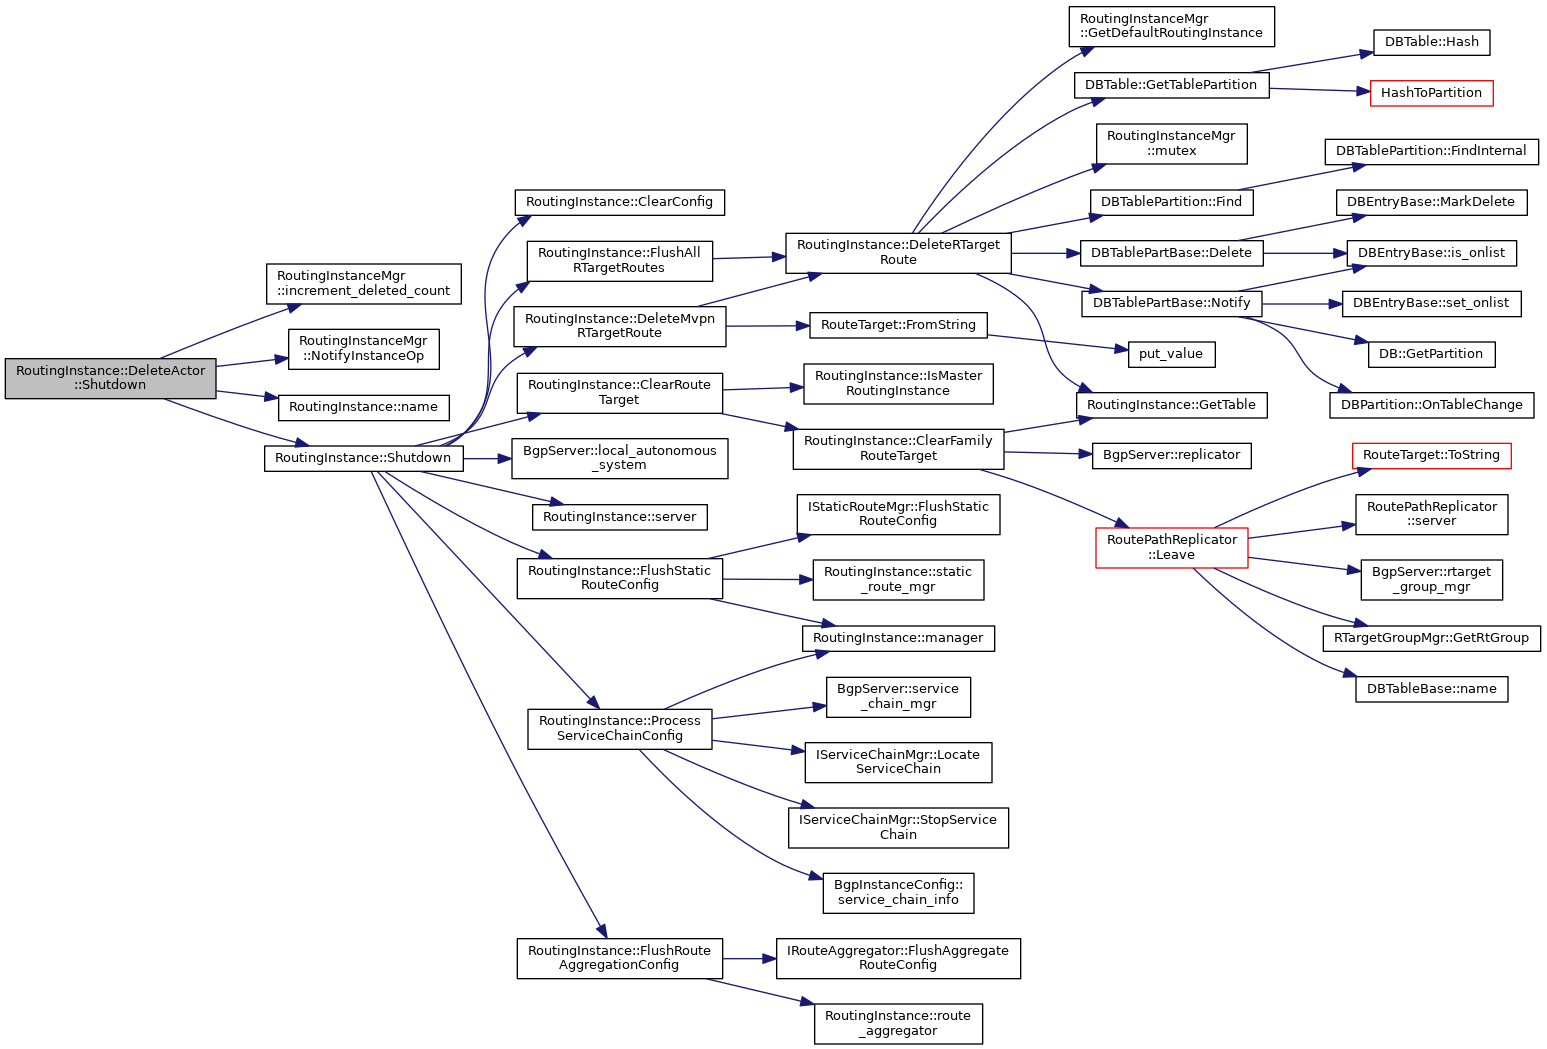 RoutingInstance::DeleteActor
::Shutdown
RoutingInstanceMgr
::increment_deleted_count
RoutingInstanceMgr
::NotifyInstanceOp
RoutingInstance::name
RoutingInstance::Shutdown
RoutingInstance::ClearConfig
RoutingInstance::FlushAll
RTargetRoutes
RoutingInstance::DeleteMvpn
RTargetRoute
RoutingInstance::ClearRoute
Target
BgpServer::local_autonomous
_system
RoutingInstance::server
RoutingInstance::FlushStatic
RouteConfig
RoutingInstance::Process
ServiceChainConfig
RoutingInstance::FlushRoute
AggregationConfig
RoutingInstance::DeleteRTarget
Route
RouteTarget::FromString
RoutingInstance::IsMaster
RoutingInstance
RoutingInstance::ClearFamily
RouteTarget
IStaticRouteMgr::FlushStatic
RouteConfig
RoutingInstance::static
_route_mgr
RoutingInstance::manager
BgpServer::service
_chain_mgr
IServiceChainMgr::Locate
ServiceChain
IServiceChainMgr::StopService
Chain
BgpInstanceConfig::
service_chain_info
IRouteAggregator::FlushAggregate
RouteConfig
RoutingInstance::route
_aggregator
RoutingInstanceMgr
::GetDefaultRoutingInstance
DBTable::GetTablePartition
RoutingInstanceMgr
::mutex
DBTablePartition::Find
DBTablePartBase::Delete
DBTablePartBase::Notify
put_value
RoutingInstance::GetTable
BgpServer::replicator
RoutePathReplicator
::Leave
DBTable::Hash
HashToPartition
DBTablePartition::FindInternal
DBEntryBase::MarkDelete
DBEntryBase::is_onlist
DBEntryBase::set_onlist
DB::GetPartition
DBPartition::OnTableChange
RouteTarget::ToString
RoutePathReplicator
::server
BgpServer::rtarget
_group_mgr
RTargetGroupMgr::GetRtGroup
DBTableBase::name